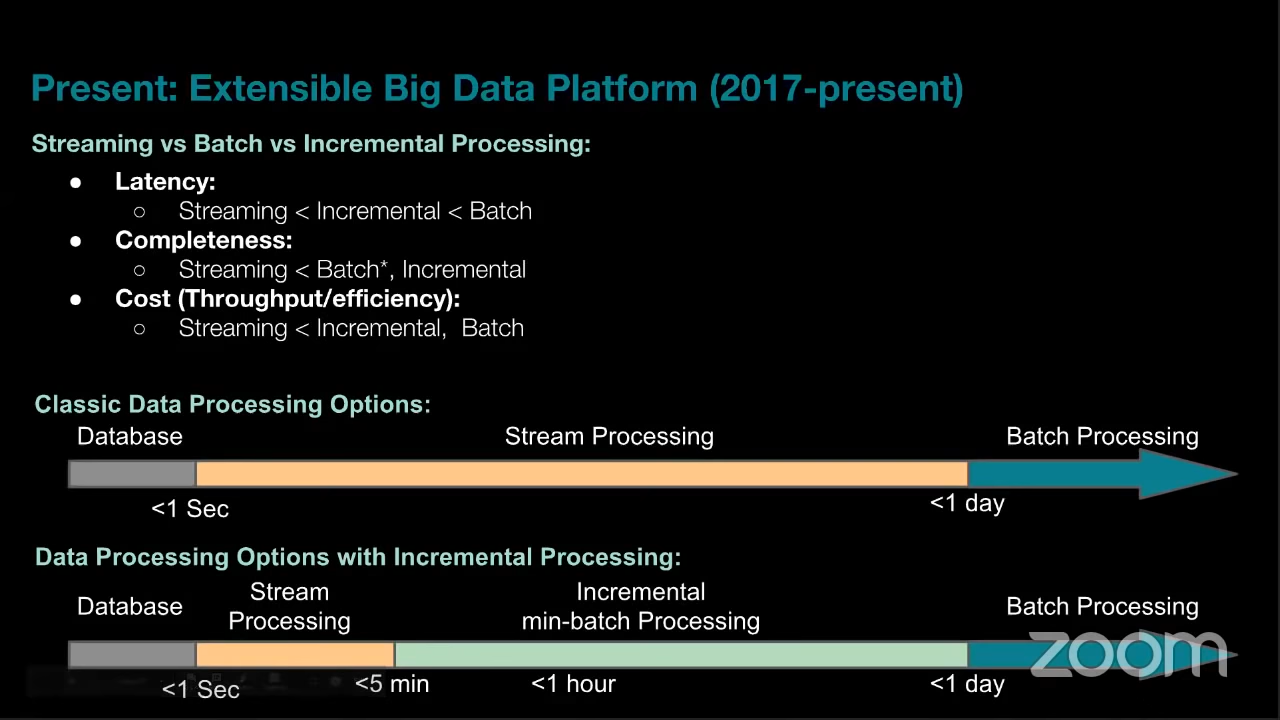 Present: Extensible Big Data Platform (2017-present)
Streaming vs Batch vs Incremental Processing:
● Latency:
○ Streaming < Incremental < Batch
● Completeness:
○ Streaming < Batch*, Incremental
● Cost (Throughput/efficiency):
○ Streaming < Incremental, Batch
Classic Data Processing Options:
Database Stream Processing Batch Processing
<1 Sec <1 day
Data Processing Options with Incremental Processing:
Database Stream Processing Incremental min-batch Processing Batch Processing
zoom
<1 Sec <5 min <1 hour <1 day